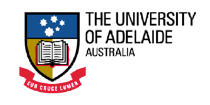 THE UNIVERSITY
OF ADELAIDE
AUSTRALIA
SUB CRUCE LUMEN